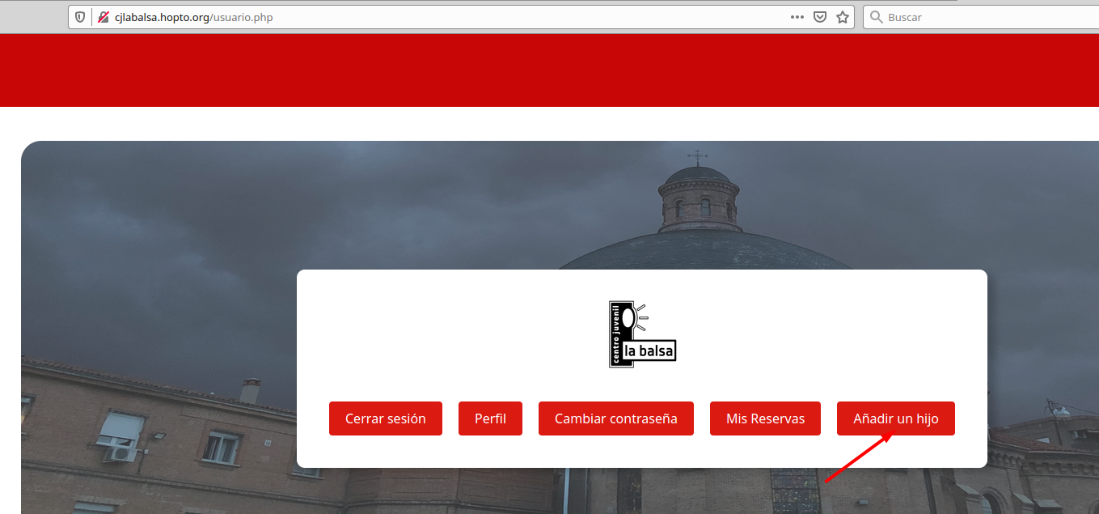 cjlabalsa.hopto.org/usuario.php
Buscar
centro juvenil
la balsa
Cerrar sesión
Perfil
Cambiar contraseña
Mis Reservas
Añadir un hijo